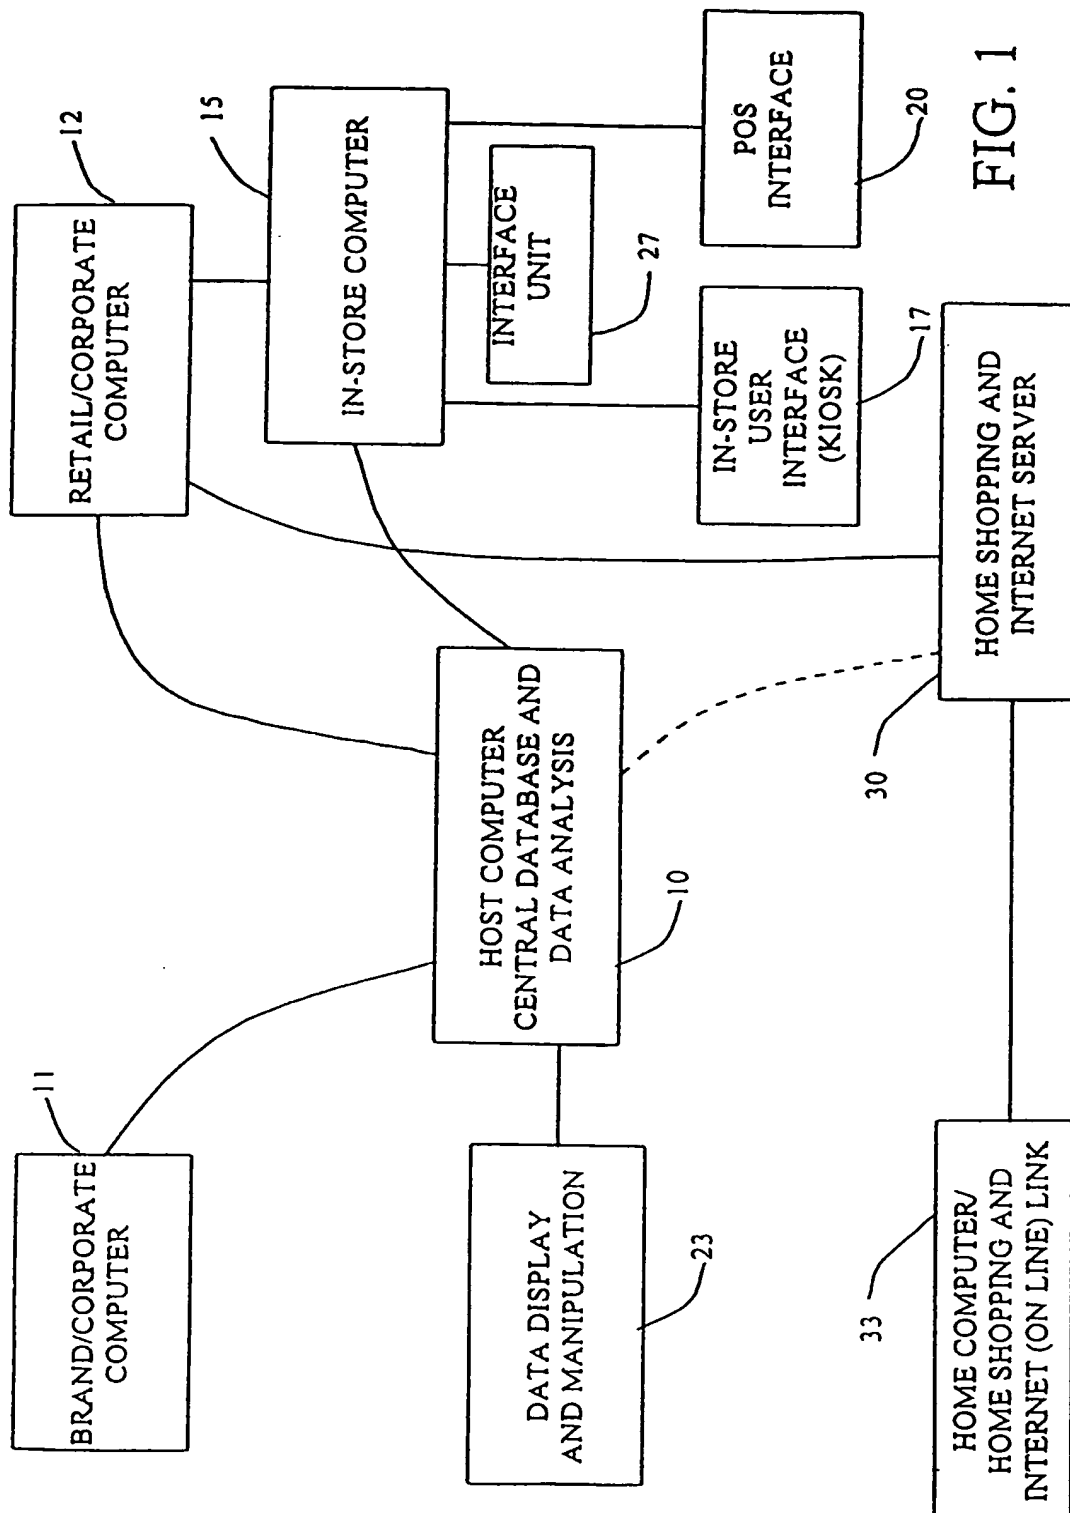 11
BRAND/CORPORATE
COMPUTER
12
RETAIL/CORPORATE
COMPUTER
15
IN-STORE COMPUTER
DATA DISPLAY
AND MANIPULATION
23
HOST COMPUTER
CENTRAL DATABASE AND
DATA ANALYSIS
10
INTERFACE
UNIT
27
IN-STORE
USER
INTERFACE
(KIOSK)
17
POS
INTERFACE
20
33
HOME COMPUTER/
HOME SHOPPING AND
INTERNET (ON LINE) LINK
30
HOME SHOPPING AND
INTERNET SERVER
FIG. 1